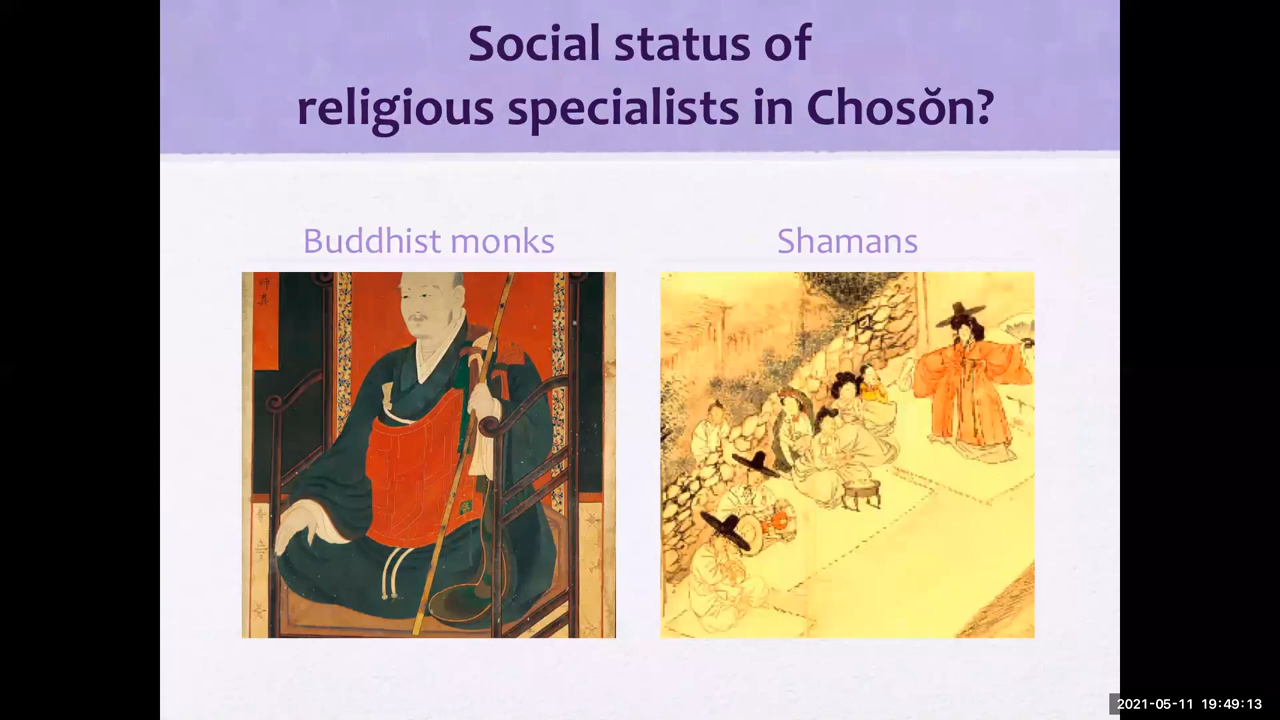 Social status of
religious specialists in Chosŏn?
Buddhist monks
Shamans
2021-05-11 19:49:13